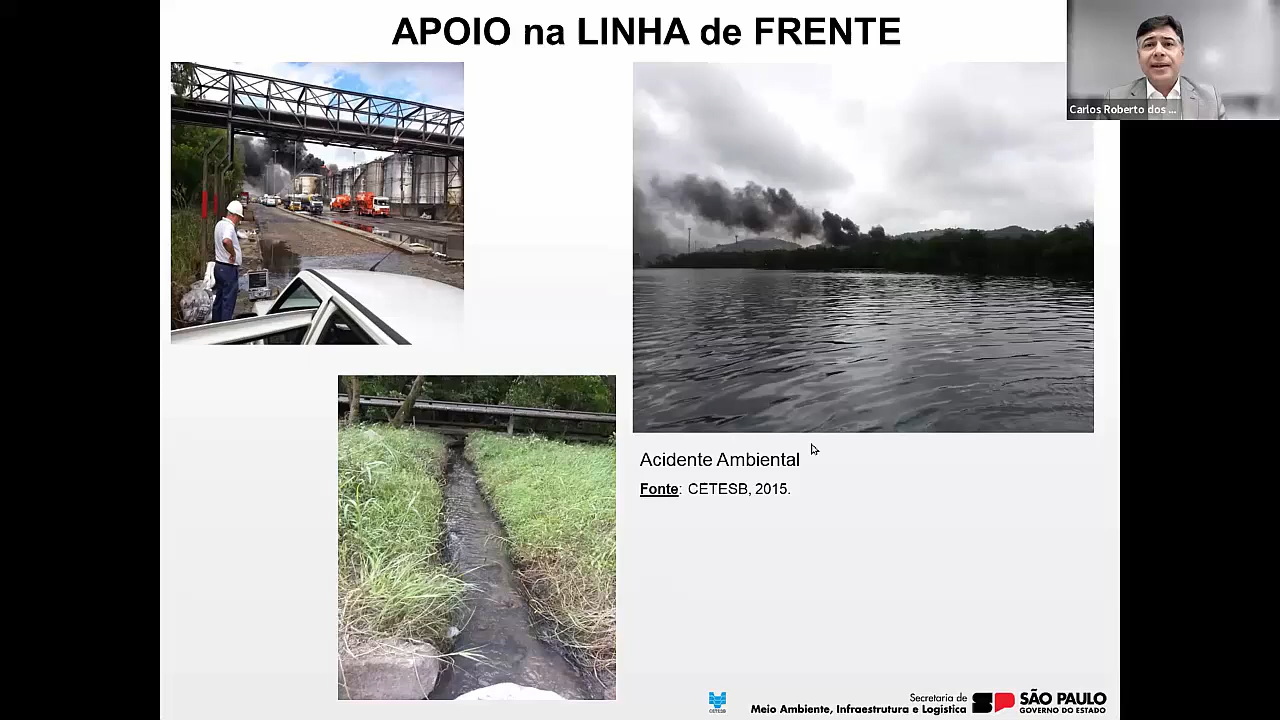 APOIO na LINHA de FRENTE
Carlos Roberto dos ...
Acidente Ambiental
Fonte: CETESB, 2015.
CETESB
Secretaria de
Meio Ambiente, Infraestrutura e Logística
SP
SÃO PAULO
GOVERNO DO ESTADO